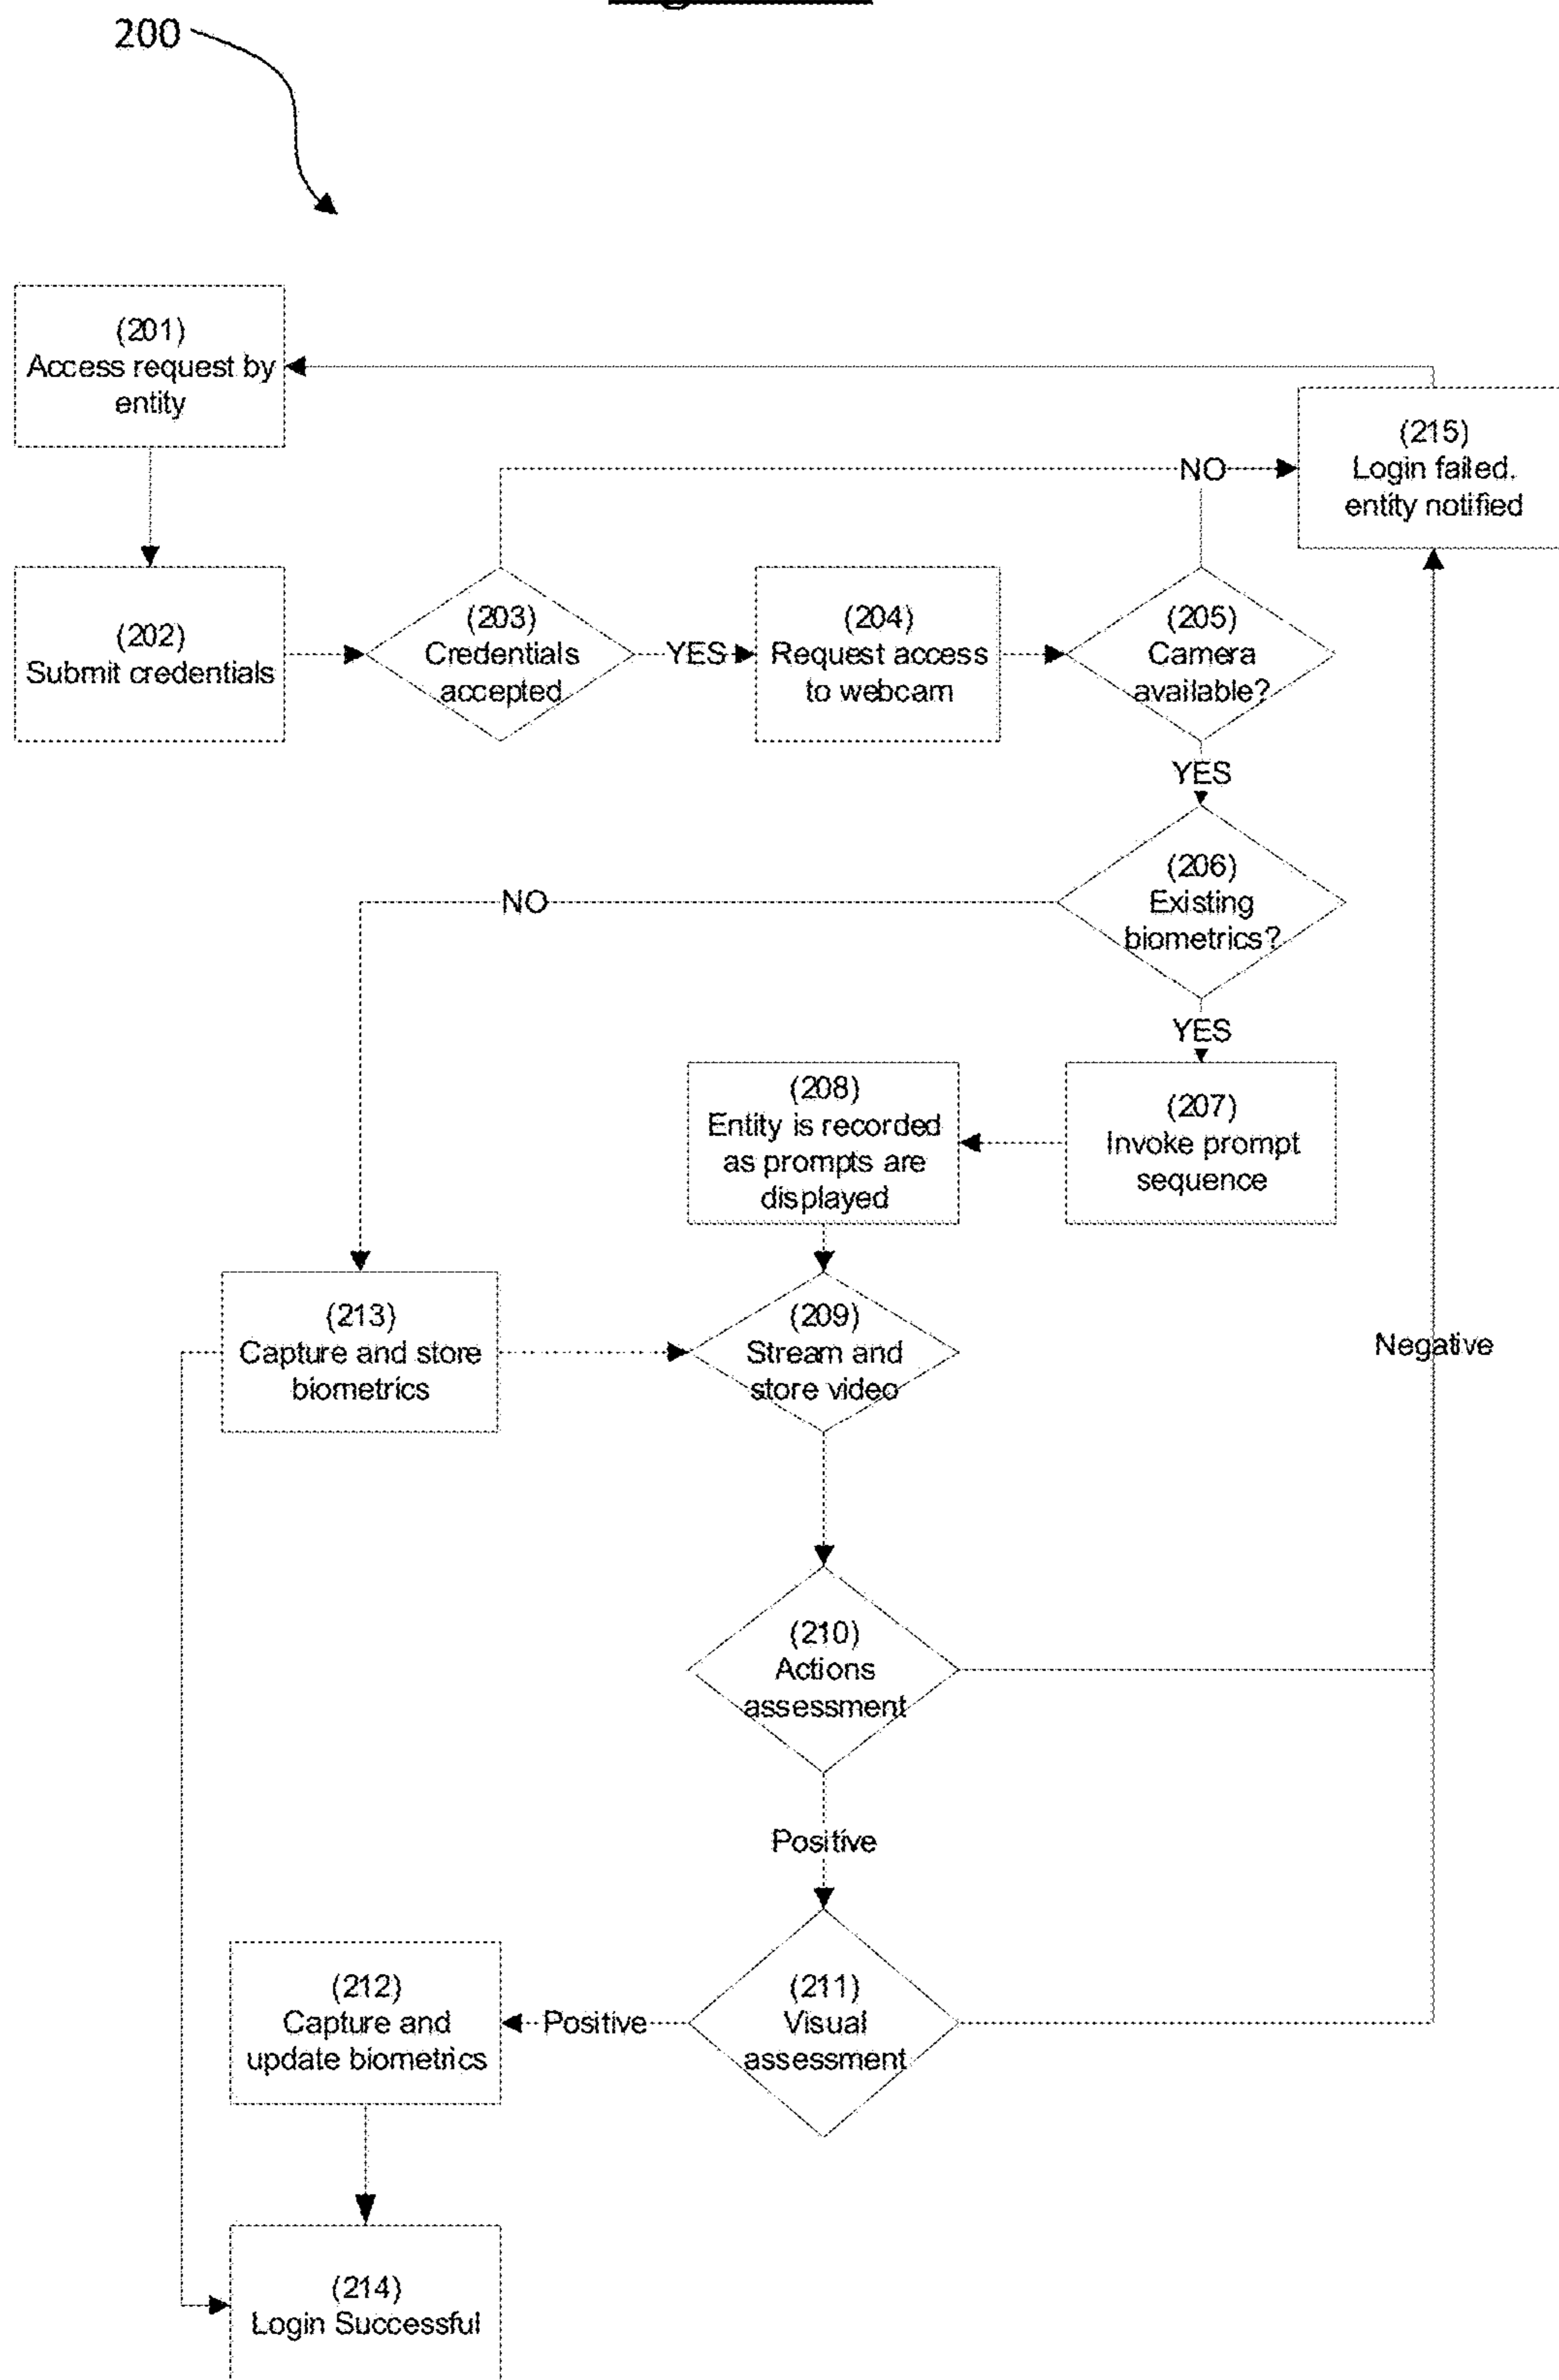 200
(201)
Access request by
entity
(215)
Login failed.
entity notified
NO
(202)
Submit credentials
(203)
Credentials
accepted
YES
(204)
Request access
to webcam
(205)
Camera
available?
YES
(206)
Existing
biometrics?
NO
YES
(208)
Entity is recorded
as prompts are
displayed
(207)
Invoke prompt
sequence
(213)
Capture and store
biometrics
(209)
Stream and
store video
Negative
(210)
Actions
assessment
Positive
(212)
Capture and
update biometrics
Positive
(211)
Visual
assessment
(214)
Login Successful